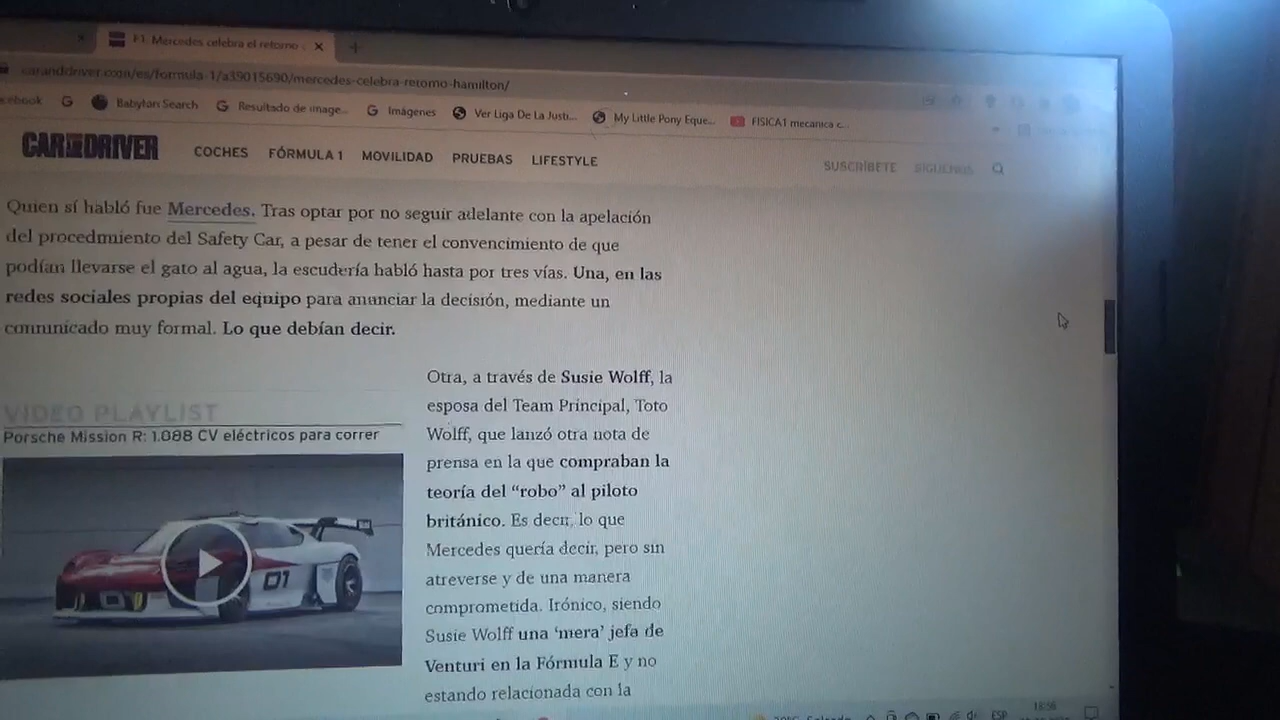 F1: Mercedes celebra el retorno
caranddriver.com/es/formula-1/a39015690/mercedes-celebra-retorno-hamilton/
Babylon Search
Resultado de image...
Imágenes
Ver Liga De La Justi...
My Little Pony Eque...
FISICA1 mecanica c...
CAR AND DRIVER
COCHES FÓRMULA 1 MOVILIDAD PRUEBAS LIFESTYLE
SUSCRÍBETE SÍGUENOS
Quien sí habló fue Mercedes. Tras optar por no seguir adelante con la apelación
del procedimiento del Safety Car, a pesar de tener el convencimiento de que
podían llevarse el gato al agua, la escudería habló hasta por tres vías. Una, en las
redes sociales propias del equipo para anunciar la decisión, mediante un
comunicado muy formal. Lo que debían decir.
VIDEO PLAYLIST
Porsche Mission R: 1.088 CV eléctricos para correr
01
Otra, a través de Susie Wolff, la
esposa del Team Principal, Toto
Wolff, que lanzó otra nota de
prensa en la que compraban la
teoría del “robo” al piloto
británico. Es decir, lo que
Mercedes quería decir, pero sin
atreverse y de una manera
comprometida. Irónico, siendo
Susie Wolff una ‘mera’ jefa de
Venturi en la Fórmula E y no
estando relacionada con la
ESP
18:56